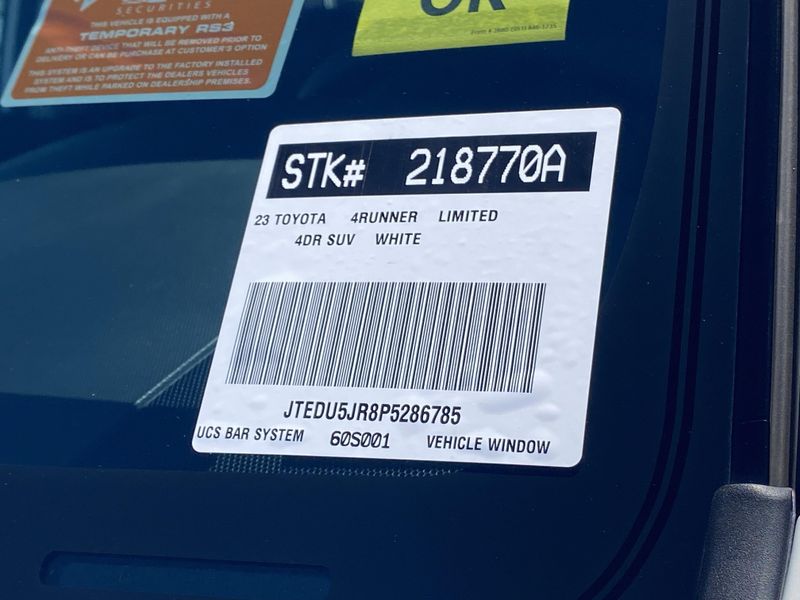 SECURITIES
THIS VEHICLE IS EQUIPPED WITH A
TEMPORARY RS3
ANTI-THEFT DEVICE THAT WILL BE REMOVED PRIOR TO
DELIVERY OR CAN BE PURCHASE AT CUSTOMER'S OPTION
THIS SYSTEM IS AN UPGRADE TO THE FACTORY INSTALLED
SYSTEM AND IS TO PROTECT THE DEALERS VEHICLES
FROM THEFT WHILE PARKED ON DEALERSHIP PREMISES.
OR
STK# 218770A
23 TOYOTA 4RUNNER LIMITED
4DR SUV WHITE
JTEDU5JR8P5286785
UCS BAR SYSTEM 60S001 VEHICLE WINDOW